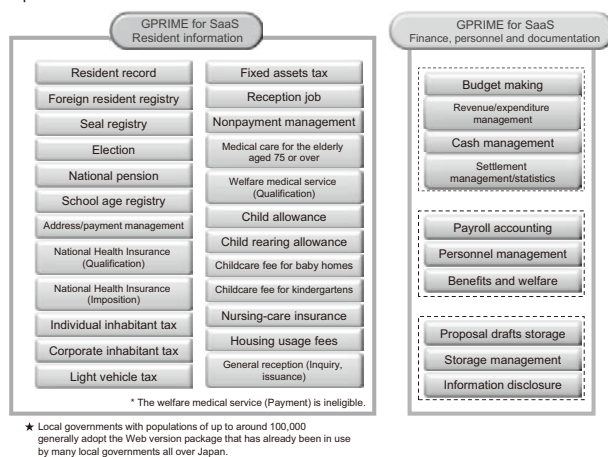 GPRIME for SaaS
Resident information
Resident record
Foreign resident registry
Seal registry
Election
National pension
School age registry
Address/payment management
National Health Insurance
(Qualification)
National Health Insurance
(Imposition)
Individual inhabitant tax
Corporate inhabitant tax
Light vehicle tax
Fixed assets tax
Reception job
Nonpayment management
Medical care for the elderly
aged 75 or over
Welfare medical service
(Qualification)
Child allowance
Child rearing allowance
Childcare fee for baby homes
Childcare fee for kindergartens
Nursing-care insurance
Housing usage fees
General reception (Inquiry,
issuance)
* The welfare medical service (Payment) is ineligible.
GPRIME for SaaS
Finance, personnel and documentation
Budget making
Revenue/expenditure
management
Cash management
Settlement
management/statistics
Payroll accounting
Personnel management
Benefits and welfare
Proposal drafts storage
Storage management
Information disclosure
★ Local governments with populations of up to around 100,000
generally adopt the Web version package that has already been in use
by many local governments all over Japan.